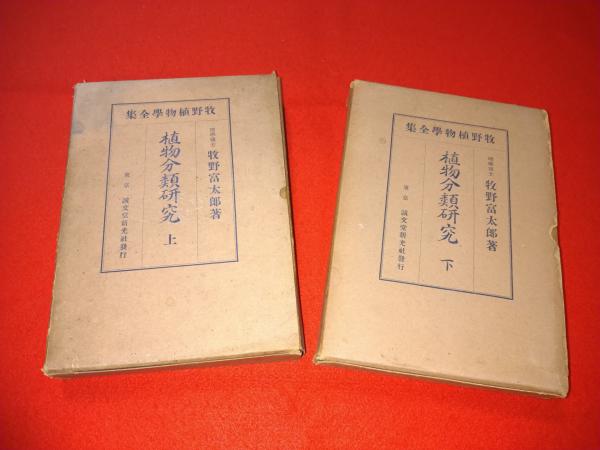 牧野植物學全集
理學博士 牧野富太郎著
植物分類研究 上
東京 誠文堂新光社發行
牧野植物學全集
理學博士 牧野富太郎著
植物分類研究 下
東京 誠文堂新光社發行